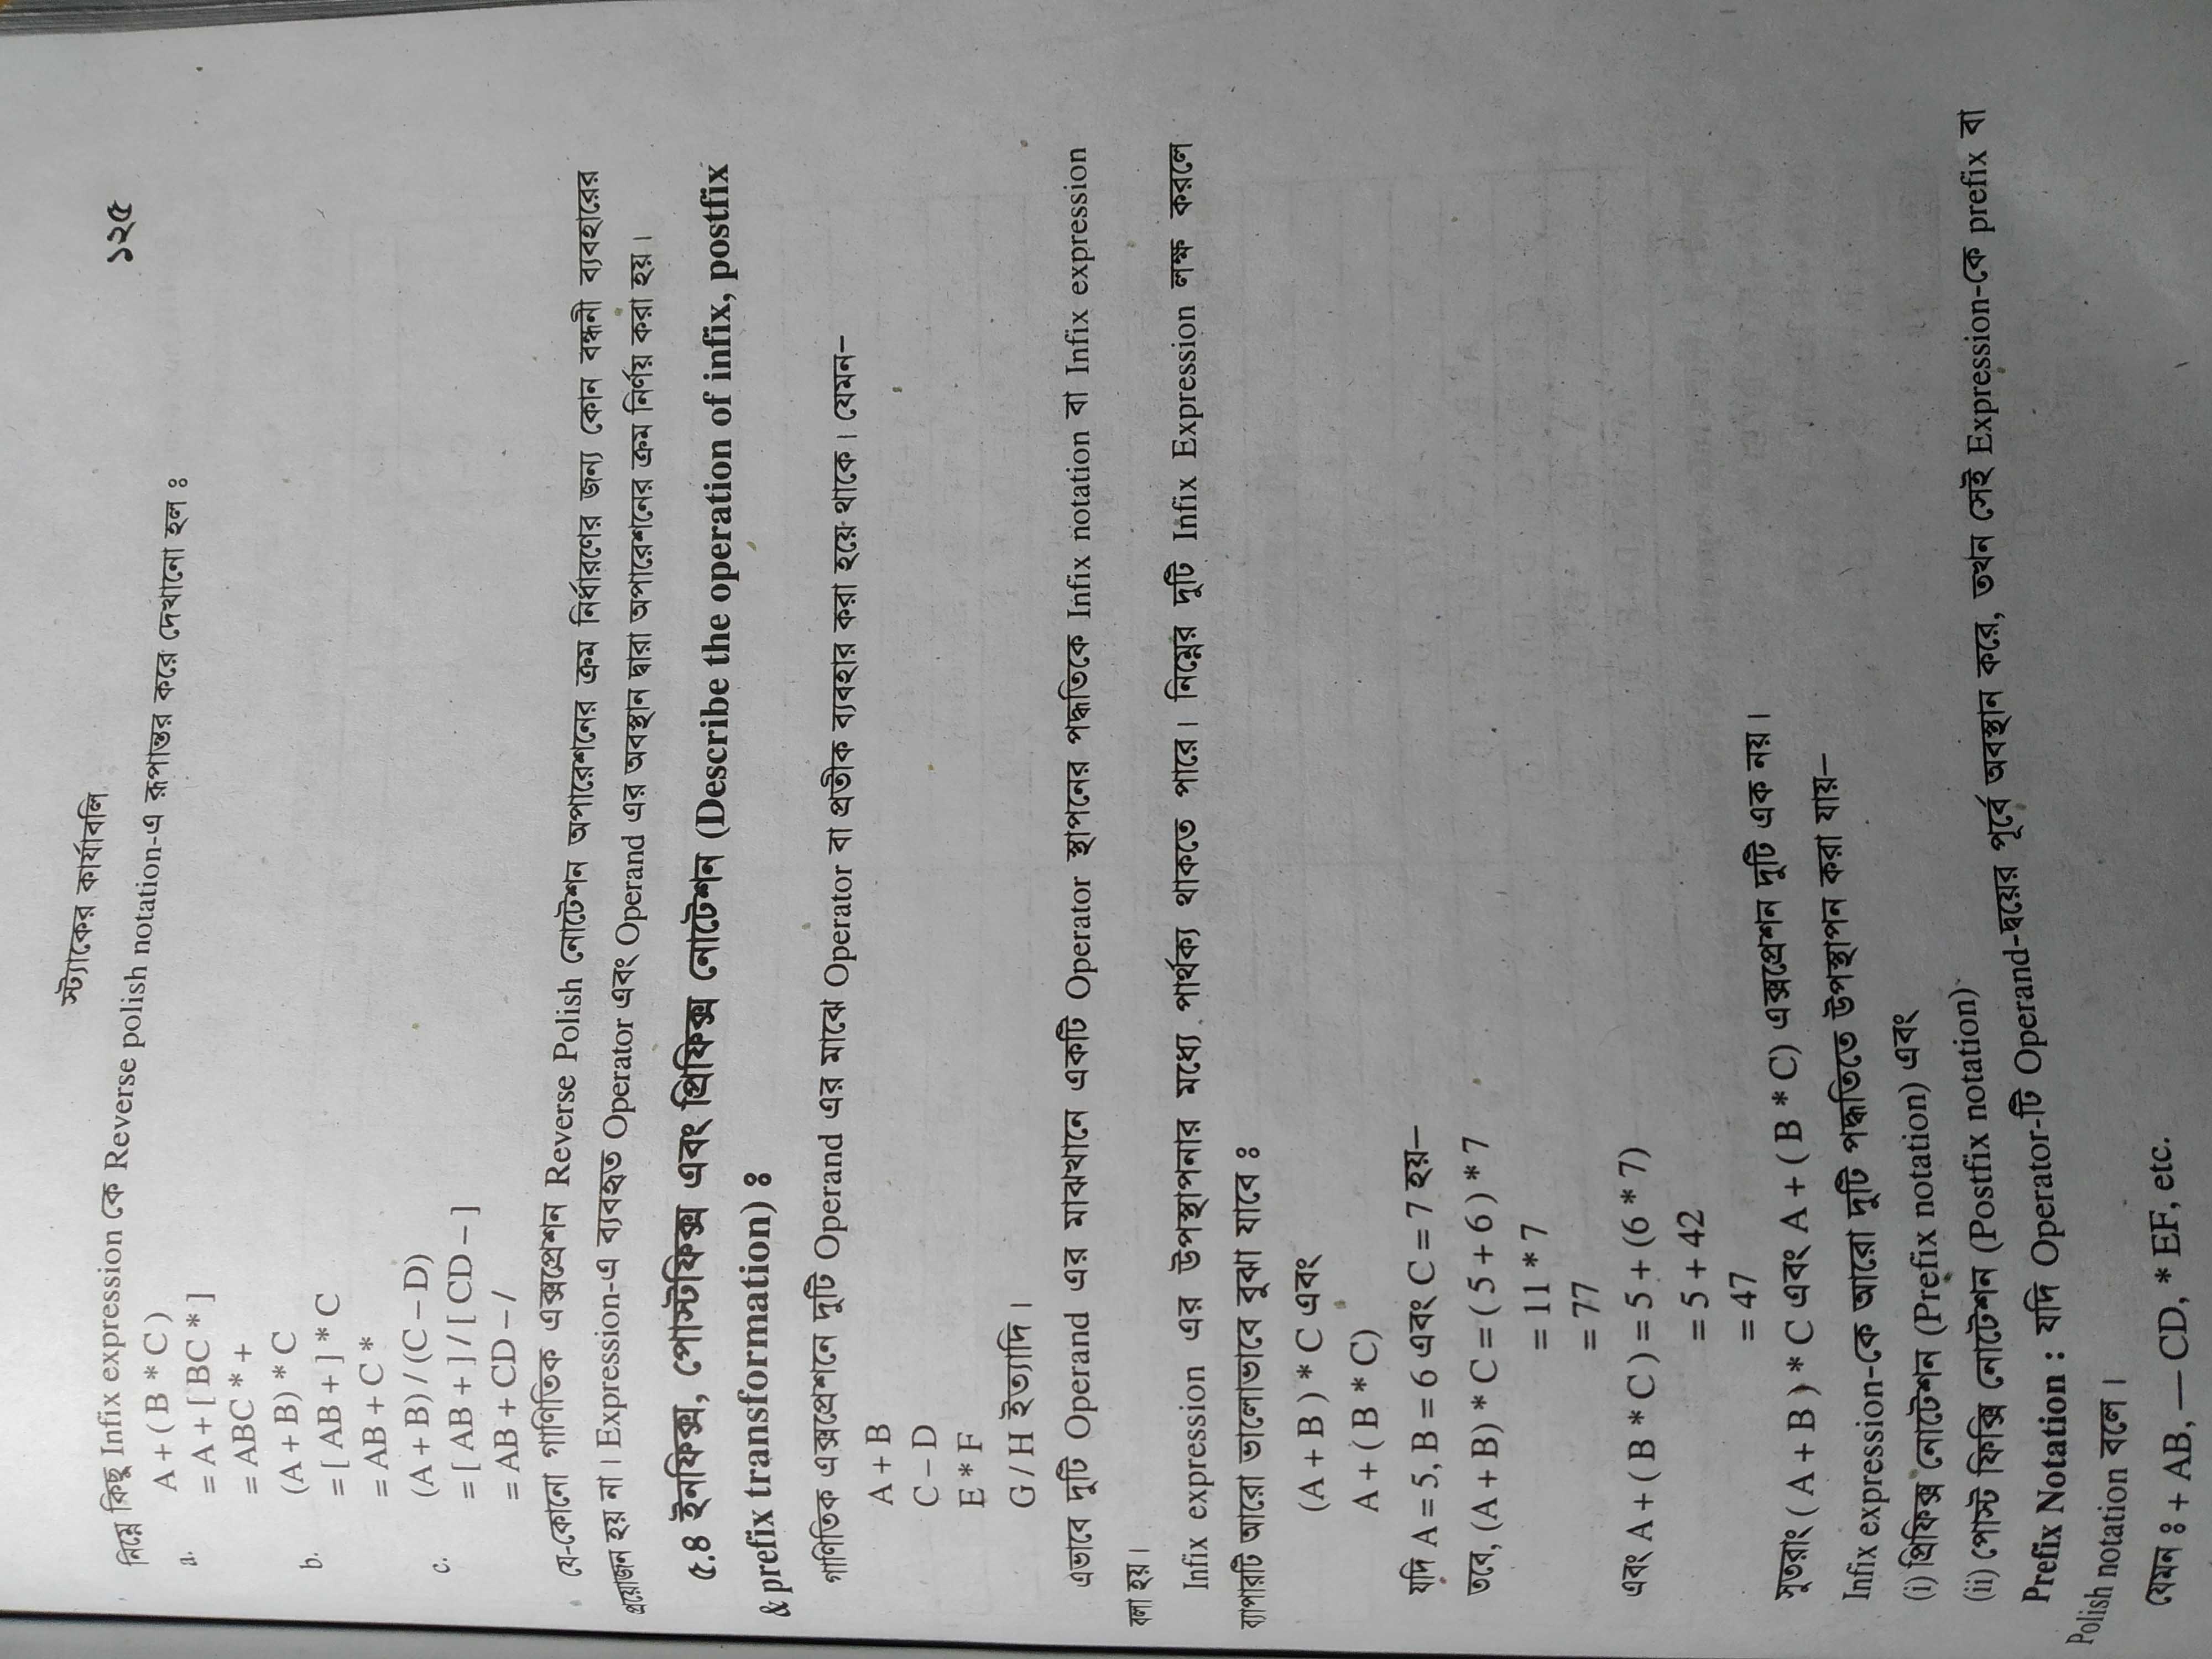 স্ট্যাকের কার্যাবলি
১২৫
নিম্নে কিছু Infix expression কে Reverse polish notation-এ রূপান্তর করে দেখানো হল ঃ
a. A + ( B * C )
= A + [ BC * ]
= ABC * +
b. (A + B) * C
= [ AB + ] * C
= AB + C *
c. (A + B) / (C – D)
= [ AB + ] / [ CD – ]
= AB + CD – /
যে-কোনো গাণিতিক এক্সপ্রেশন Reverse Polish নোটেশন অপারেশনের ক্রম নির্ধারণের জন্য কোন বন্ধনী ব্যবহারের
প্রয়োজন হয় না। Expression-এ ব্যবহৃত Operator এবং Operand এর অবস্থান দ্বারা অপারেশনের ক্রম নির্ণয় করা হয়।
৫.৪ ইনফিক্স, পোস্টফিক্স এবং প্রিফিক্স নোটেশন (Describe the operation of infix, postfix
& prefix transformation) ঃ
গাণিতিক এক্সপ্রেশনে দুটি Operand এর মাঝে Operator বা প্রতীক ব্যবহার করা হয়ে থাকে। যেমন–
A + B
C – D
E * F
G / H ইত্যাদি।
এভাবে দুটি Operand এর মাঝখানে একটি Operator স্থাপনের পদ্ধতিকে Infix notation বা Infix expression
বলা হয়।
Infix expression এর উপস্থাপনার মধ্যে পার্থক্য থাকতে পারে। নিম্নের দুটি Infix Expression লক্ষ করলে
ব্যাপারটি আরো ভালোভাবে বুঝা যাবে ঃ
(A + B ) * C এবং
A + ( B * C)
যদি A = 5, B = 6 এবং C = 7 হয়–
তবে, (A + B) * C = ( 5 + 6 ) * 7
= 11 * 7
= 77
এবং A + ( B * C ) = 5 + (6 * 7)
= 5 + 42
= 47
সুতরাং ( A + B ) * C এবং A + ( B * C) এক্সপ্রেশন দুটি এক নয়।
Infix expression-কে আরো দুটি পদ্ধতিতে উপস্থাপন করা যায়–
(i) প্রিফিক্স নোটেশন (Prefix notation) এবং
(ii) পোস্ট ফিক্সি নোটেশন (Postfix notation)
Prefix Notation : যদি Operator-টি Operand-দ্বয়ের পূর্বে অবস্থান করে, তখন সেই Expression-কে prefix বা
Polish notation বলে।
যেমন ঃ + AB, — CD, * EF, etc.